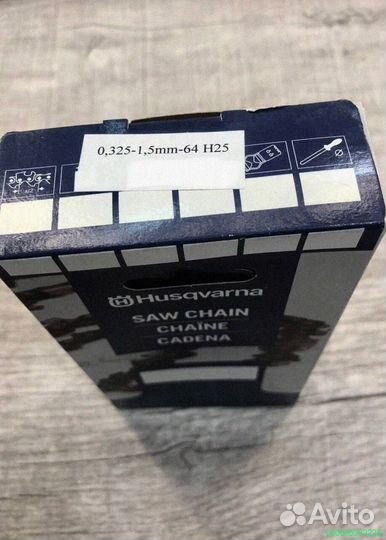 0,325-1,5mm-64 H25
Husqvarna
SAW CHAIN
CHAÎNE
CADENA
Avito